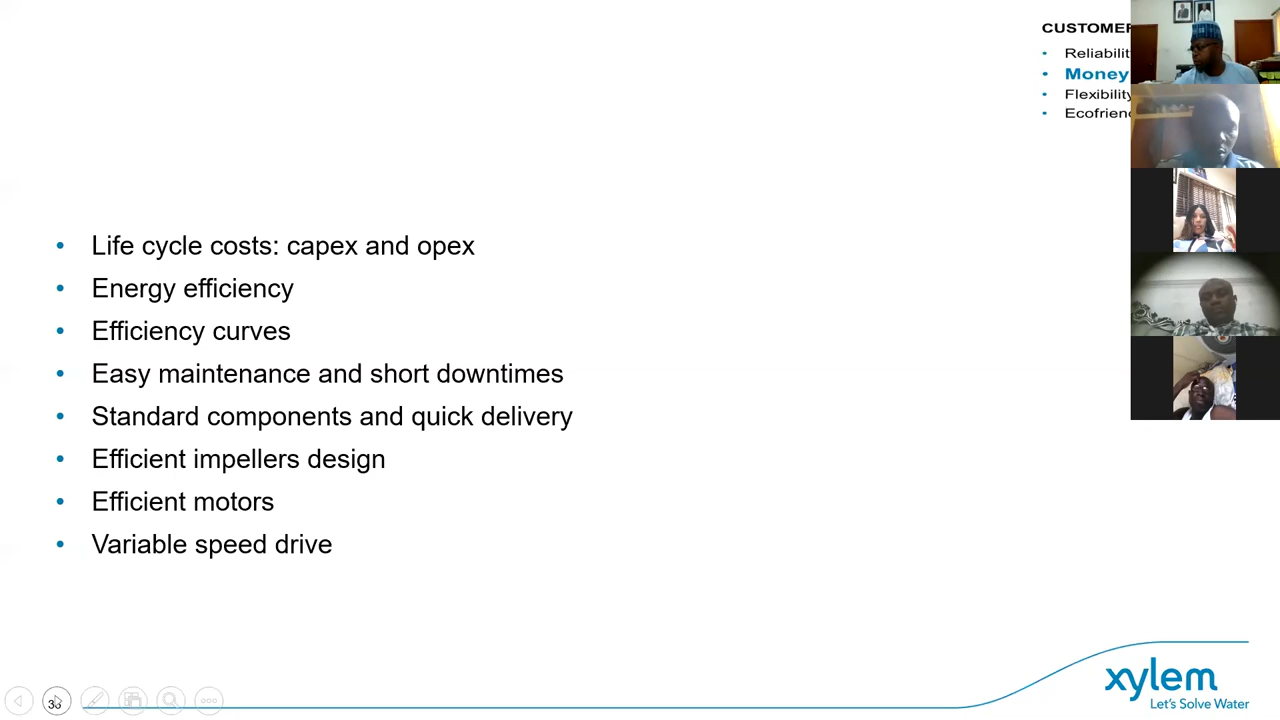 CUSTOMER
• Reliabilit
• Money
• Flexibility
• Ecofrien
• Life cycle costs: capex and opex
• Energy efficiency
• Efficiency curves
• Easy maintenance and short downtimes
• Standard components and quick delivery
• Efficient impellers design
• Efficient motors
• Variable speed drive
xylem
Let's Solve Water